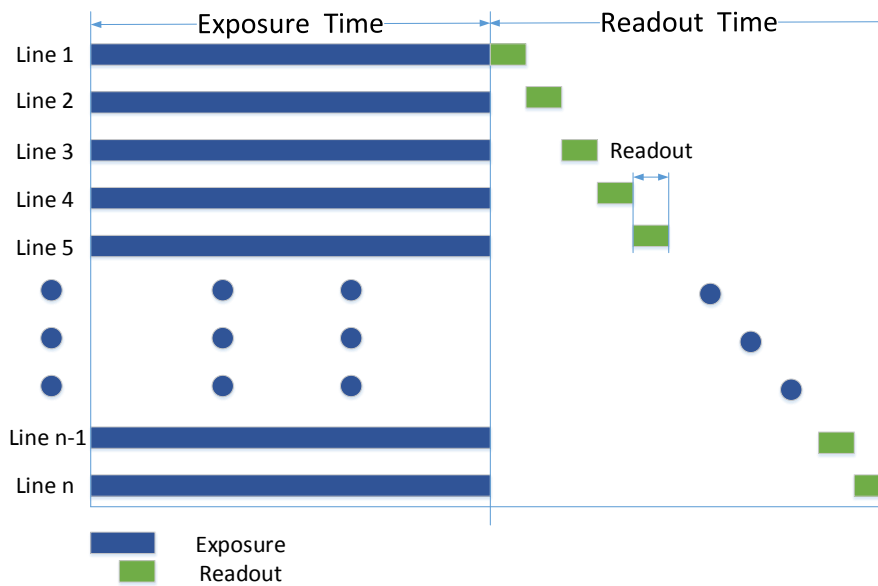 Exposure Time
Readout Time
Line 1
Line 2
Line 3
Readout
Line 4
Line 5
Line n-1
Line n
Exposure
Readout